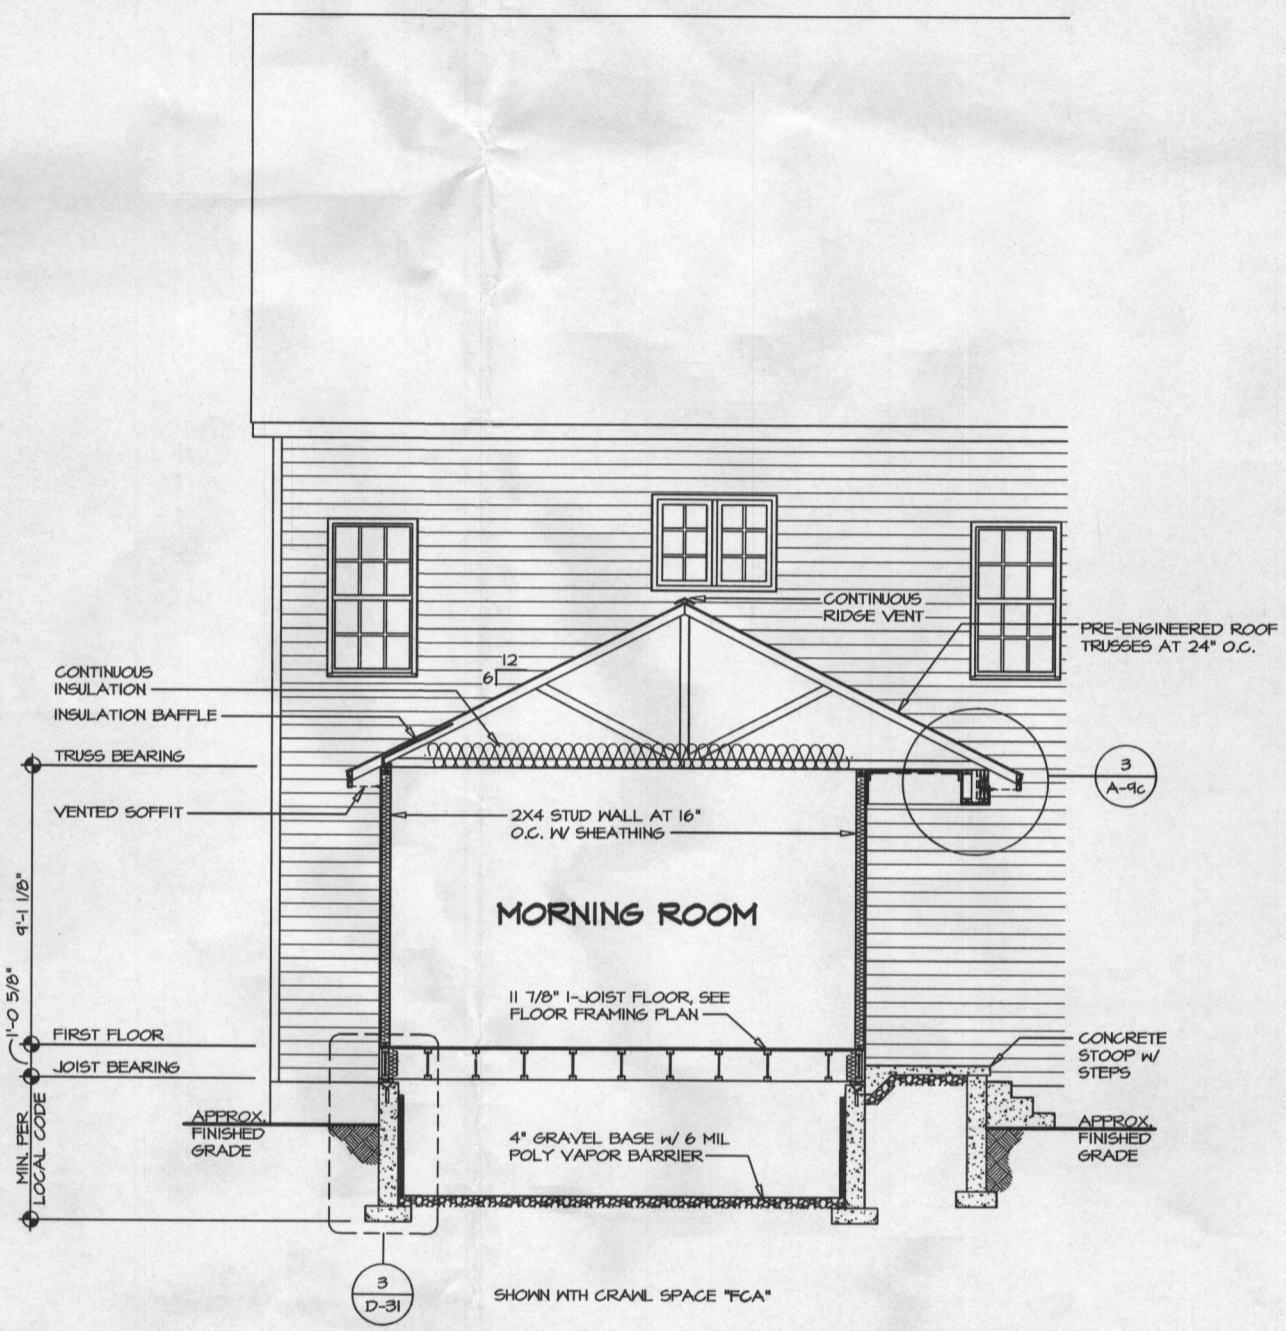 CONTINUOUS
RIDGE VENT
PRE-ENGINEERED ROOF
TRUSSES AT 24" O.C.
12
6
CONTINUOUS
INSULATION
INSULATION BAFFLE
TRUSS BEARING
VENTED SOFFIT
3
A-9c
2X4 STUD WALL AT 16"
O.C. W/ SHEATHING
9'-1 1/8"
MORNING ROOM
11 7/8" I-JOIST FLOOR, SEE
FLOOR FRAMING PLAN
1'-0 5/8"
FIRST FLOOR
JOIST BEARING
CONCRETE
STOOP W/
STEPS
MIN. PER
LOCAL CODE
APPROX.
FINISHED
GRADE
4" GRAVEL BASE W/ 6 MIL
POLY VAPOR BARRIER
APPROX.
FINISHED
GRADE
3
D-31
SHOWN WTH CRAWL SPACE "FCA"